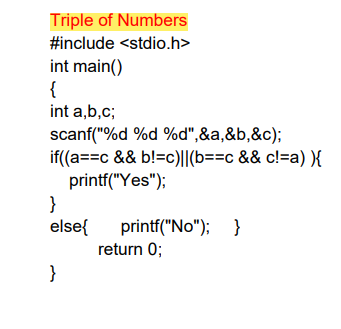 Triple of Numbers
#include <stdio.h>
int main()
{
int a,b,c;
scanf("%d %d %d",&a,&b,&c);
if((a==c && b!=c)||(b==c && c!=a) ){
printf("Yes");
}
else{ printf("No"); }
return 0;
}